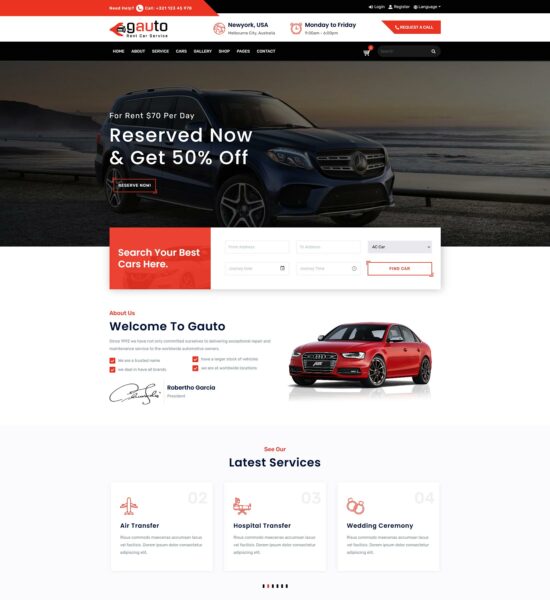 Need Help? Call: +321 123 45 978
Login Register Language
gauto
Rent Car Service
Newyork, USA
Melbourne City, Australia
Monday to Friday
9:00am - 6:00pm
REQUEST A CALL
HOME ABOUT SERVICE CARS GALLERY SHOP PAGES CONTACT
Search
For Rent $70 Per Day
Reserved Now
& Get 50% Off
RESERVE NOW!
Search Your Best
Cars Here.
From Address
To Address
AC Car
Journey Date
Journey Time
FIND CAR
About Us
Welcome To Gauto
Since 1992 we have not only committed ourselves to delivering exceptional repair and
maintenance service to the worldwide automotive owners.
We are a trusted name
have a larger stock of vehicles
we deal in have all brands
we are at worldwide locations
Robertho Garcia
President
See Our
Latest Services
02
Air Transfer
Risus commodo maecenas accumsan lacus
vel facilisis. Dorem ipsum dolor consectetur
adipiscing elit.
03
Hospital Transfer
Risus commodo maecenas accumsan lacus
vel facilisis. Dorem ipsum dolor consectetur
adipiscing elit.
04
Wedding Ceremony
Risus commodo maecenas accumsan lacus
vel facilisis. Dorem ipsum dolor consectetur
adipiscing elit.